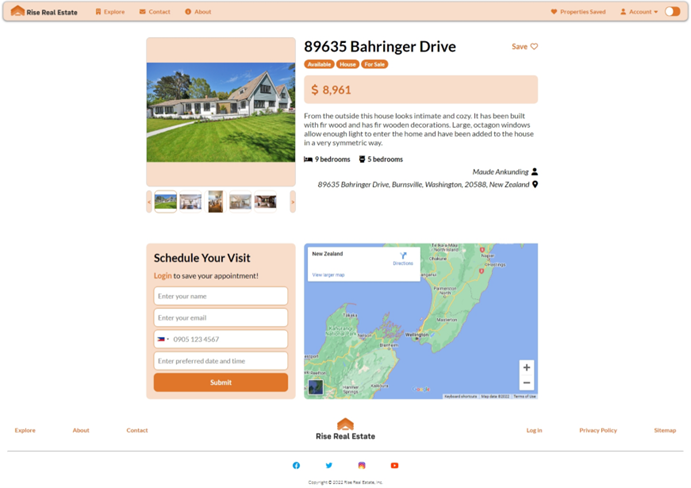 Rise Real Estate
Explore
Contact
About
Properties Saved
Account
89635 Bahringer Drive
Save
Available
House
For Sale
$ 8,961
From the outside this house looks intimate and cozy. It has been built
with fir wood and has fir wooden decorations. Large, octagon windows
allow enough light to enter the home and have been added to the house
in a very symmetric way.
9 bedrooms
5 bedrooms
Maude Ankunding
89635 Bahringer Drive, Burnsville, Washington, 20588, New Zealand
Schedule Your Visit
Login to save your appointment!
Enter your name
Enter your email
0905 123 4567
Enter preferred date and time
Submit
New Zealand
Directions
View larger map
Wellington
Masterton
Blenheim
Kaikoura
Google
Keyboard shortcuts
Map data ©2022
Terms of Use
Explore
About
Contact
Rise Real Estate
Log in
Privacy Policy
Sitemap
Copyright © 2022 Rise Real Estate, Inc.